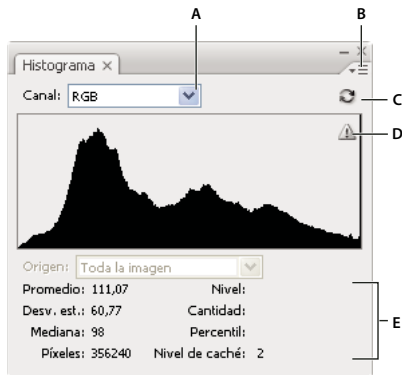 A
B
Histograma
Canal: RGB
C
D
Origen: Toda la imagen
Promedio: 111,07 Nivel:
Desv. est.: 60,77 Cantidad:
Mediana: 98 Percentil:
Píxeles: 356240 Nivel de caché: 2
E